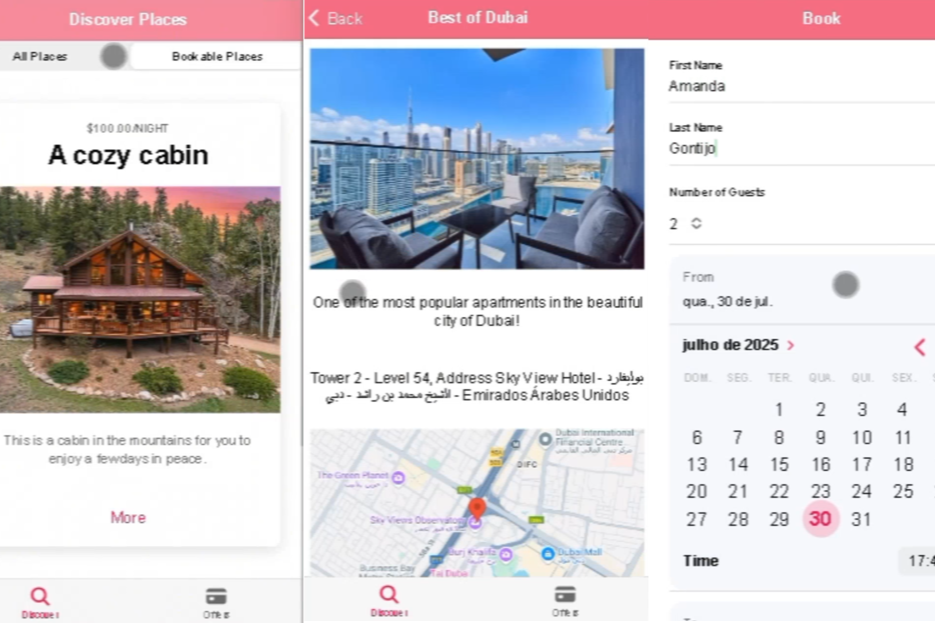 Discover Places
All Places
Bookable Places
$100.00/NIGHT
A cozy cabin
This is a cabin in the mountains for you to
enjoy a few days in peace.
More
Discover
Offers
Back
Best of Dubai
One of the most popular apartments in the beautiful
city of Dubai!
Tower 2 - Level 54, Address Sky View Hotel - بوليفارد
الشيخ محمد بن راشد - دبي - Emirados Árabes Unidos
Dubai International
Financial Centre
مركز دبي المالي العالمي
DIFC
The Green Planet
Sky Views Observatory
Burj Khalifa
Dubai Mall
Business Bay
Discover
Offers
Book
First Name
Amanda
Last Name
Gontijo
Number of Guests
2
From
qua., 30 de jul.
julho de 2025
DOM. SEG. TER. QUA. QUI. SEX.
1 2 3 4
6 7 8 9 10 11
13 14 15 16 17 18
20 21 22 23 24 25
27 28 29 30 31
Time
17:4